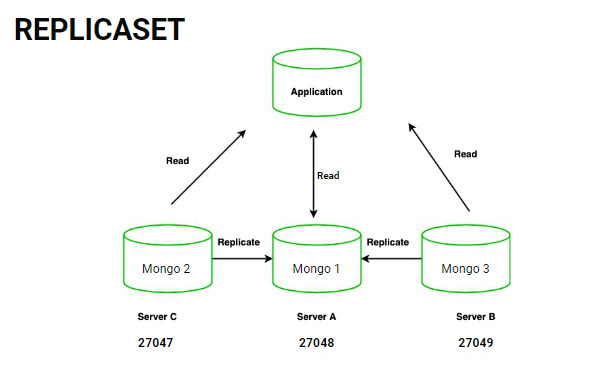 REPLICASET
Application
Read
Read
Read
Replicate
Replicate
Mongo 2
Mongo 1
Mongo 3
Server C
Server A
Server B
27047
27048
27049